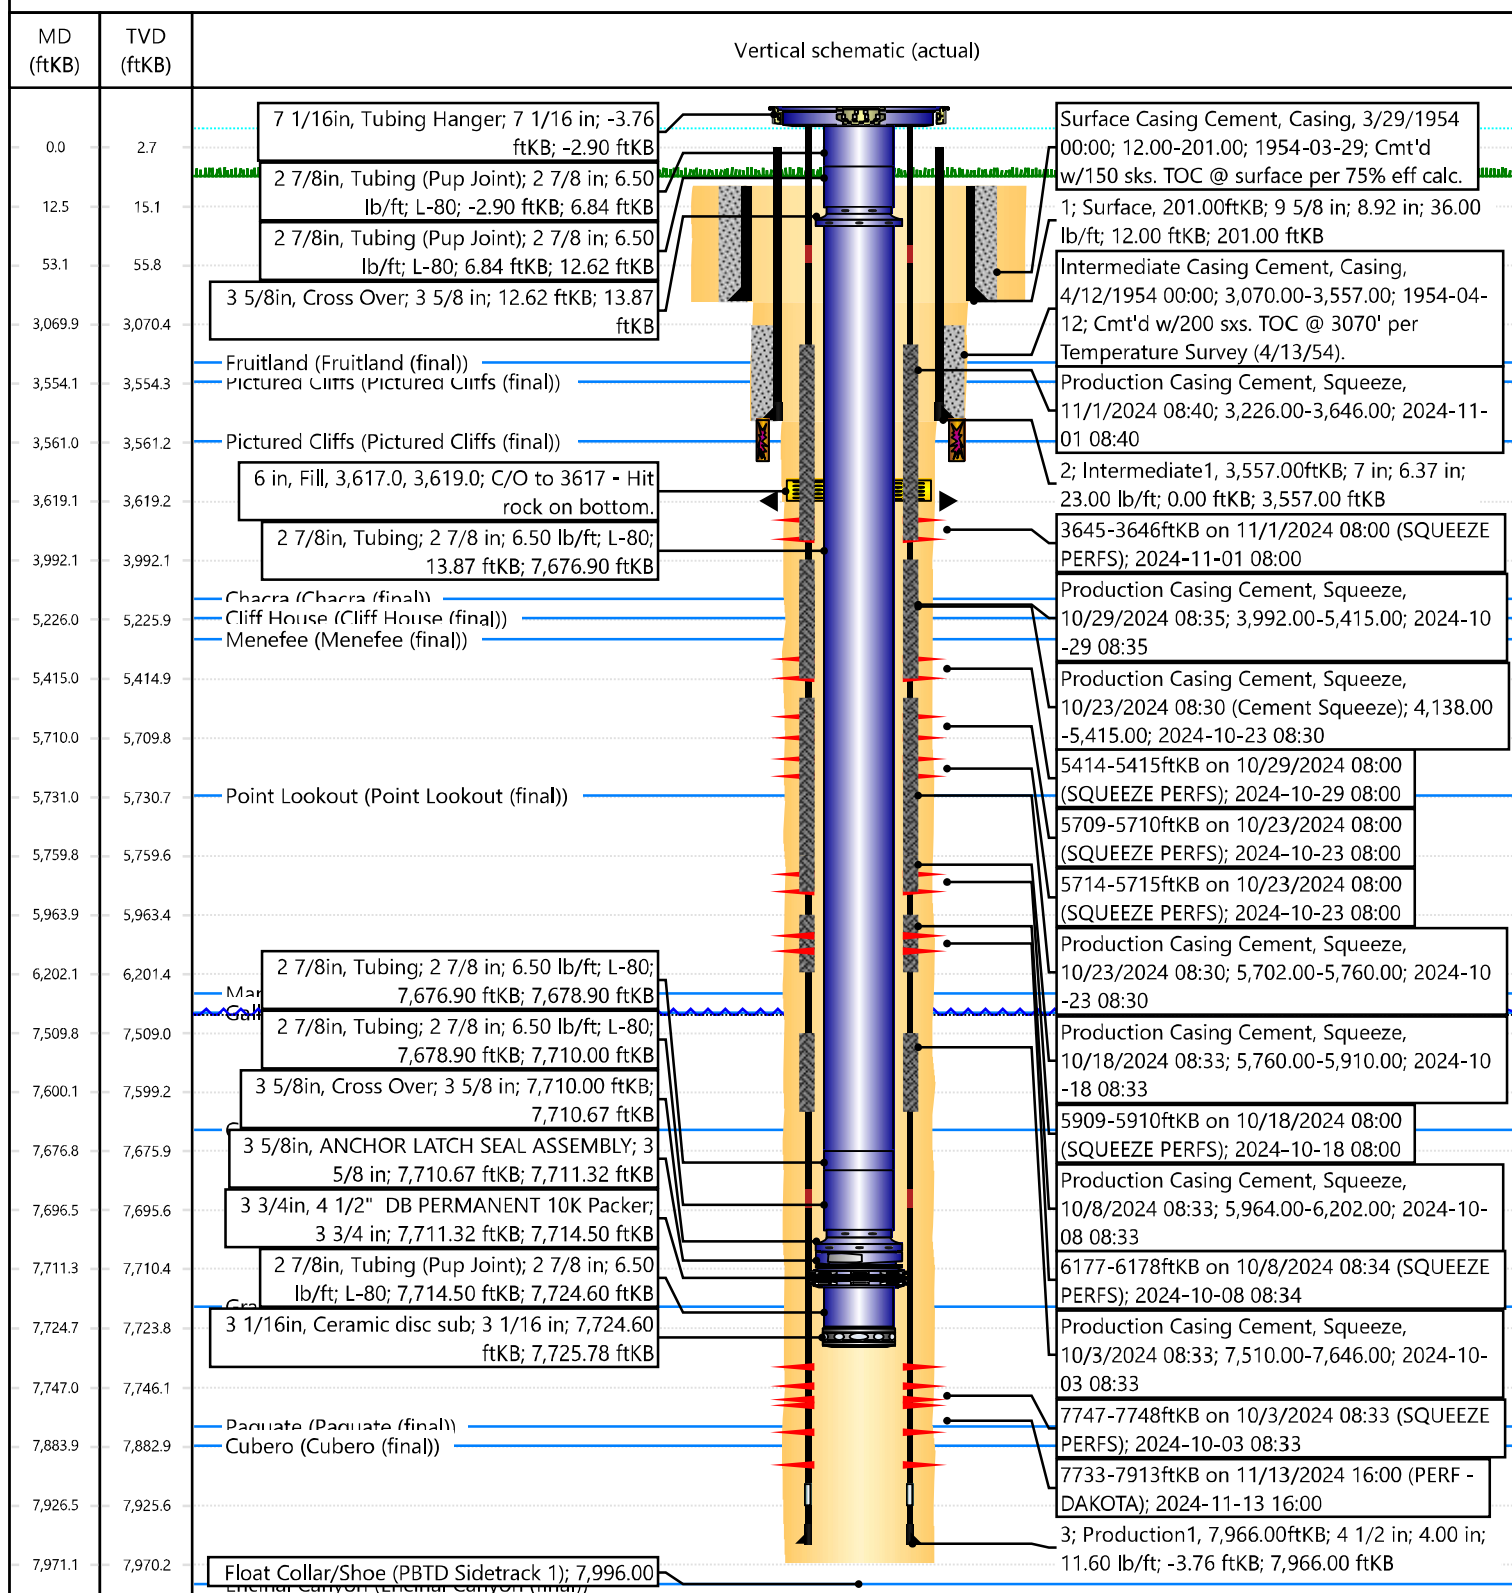 MD
(ftKB)
TVD
(ftKB)
Vertical schematic (actual)
0.0
2.7
12.5
15.1
53.1
55.8
3,069.9
3,070.4
3,554.1
3,554.3
3,561.0
3,561.2
3,619.1
3,619.2
3,992.1
3,992.1
5,226.0
5,225.9
5,415.0
5,414.9
5,710.0
5,709.8
5,731.0
5,730.7
5,759.8
5,759.6
5,963.9
5,963.4
6,202.1
6,201.4
7,509.8
7,509.0
7,600.1
7,599.2
7,676.8
7,675.9
7,696.5
7,695.6
7,711.3
7,710.4
7,724.7
7,723.8
7,747.0
7,746.1
7,883.9
7,882.9
7,926.5
7,925.6
7,971.1
7,970.2
7 1/16in, Tubing Hanger; 7 1/16 in; -3.76
ftKB; -2.90 ftKB
2 7/8in, Tubing (Pup Joint); 2 7/8 in; 6.50
lb/ft; L-80; -2.90 ftKB; 6.84 ftKB
2 7/8in, Tubing (Pup Joint); 2 7/8 in; 6.50
lb/ft; L-80; 6.84 ftKB; 12.62 ftKB
3 5/8in, Cross Over; 3 5/8 in; 12.62 ftKB; 13.87
ftKB
Fruitland (Fruitland (final))
Pictured Cliffs (Pictured Cliffs (final))
Pictured Cliffs (Pictured Cliffs (final))
6 in, Fill, 3,617.0, 3,619.0; C/O to 3617 - Hit
rock on bottom.
2 7/8in, Tubing; 2 7/8 in; 6.50 lb/ft; L-80;
13.87 ftKB; 7,676.90 ftKB
Chacra (Chacra (final))
Cliff House (Cliff House (final))
Menefee (Menefee (final))
Point Lookout (Point Lookout (final))
2 7/8in, Tubing; 2 7/8 in; 6.50 lb/ft; L-80;
7,676.90 ftKB; 7,678.90 ftKB
Mar
Gall
2 7/8in, Tubing; 2 7/8 in; 6.50 lb/ft; L-80;
7,678.90 ftKB; 7,710.00 ftKB
3 5/8in, Cross Over; 3 5/8 in; 7,710.00 ftKB;
7,710.67 ftKB
3 5/8in, ANCHOR LATCH SEAL ASSEMBLY; 3
5/8 in; 7,710.67 ftKB; 7,711.32 ftKB
3 3/4in, 4 1/2" DB PERMANENT 10K Packer;
3 3/4 in; 7,711.32 ftKB; 7,714.50 ftKB
2 7/8in, Tubing (Pup Joint); 2 7/8 in; 6.50
lb/ft; L-80; 7,714.50 ftKB; 7,724.60 ftKB
Gra
3 1/16in, Ceramic disc sub; 3 1/16 in; 7,724.60
ftKB; 7,725.78 ftKB
Paguate (Paguate (final))
Cubero (Cubero (final))
Float Collar/Shoe (PBTD Sidetrack 1); 7,996.00
Encinal Canyon (Encinal Canyon (final))
Surface Casing Cement, Casing, 3/29/1954
00:00; 12.00-201.00; 1954-03-29; Cmt'd
w/150 sks. TOC @ surface per 75% eff calc.
1; Surface, 201.00ftKB; 9 5/8 in; 8.92 in; 36.00
lb/ft; 12.00 ftKB; 201.00 ftKB
Intermediate Casing Cement, Casing,
4/12/1954 00:00; 3,070.00-3,557.00; 1954-04-
12; Cmt'd w/200 sxs. TOC @ 3070' per
Temperature Survey (4/13/54).
Production Casing Cement, Squeeze,
11/1/2024 08:40; 3,226.00-3,646.00; 2024-11-
01 08:40
2; Intermediate1, 3,557.00ftKB; 7 in; 6.37 in;
23.00 lb/ft; 0.00 ftKB; 3,557.00 ftKB
3645-3646ftKB on 11/1/2024 08:00 (SQUEEZE
PERFS); 2024-11-01 08:00
Production Casing Cement, Squeeze,
10/29/2024 08:35; 3,992.00-5,415.00; 2024-10
-29 08:35
Production Casing Cement, Squeeze,
10/23/2024 08:30 (Cement Squeeze); 4,138.00
-5,415.00; 2024-10-23 08:30
5414-5415ftKB on 10/29/2024 08:00
(SQUEEZE PERFS); 2024-10-29 08:00
5709-5710ftKB on 10/23/2024 08:00
(SQUEEZE PERFS); 2024-10-23 08:00
5714-5715ftKB on 10/23/2024 08:00
(SQUEEZE PERFS); 2024-10-23 08:00
Production Casing Cement, Squeeze,
10/23/2024 08:30; 5,702.00-5,760.00; 2024-10
-23 08:30
Production Casing Cement, Squeeze,
10/18/2024 08:33; 5,760.00-5,910.00; 2024-10
-18 08:33
5909-5910ftKB on 10/18/2024 08:00
(SQUEEZE PERFS); 2024-10-18 08:00
Production Casing Cement, Squeeze,
10/8/2024 08:33; 5,964.00-6,202.00; 2024-10-
08 08:33
6177-6178ftKB on 10/8/2024 08:34 (SQUEEZE
PERFS); 2024-10-08 08:34
Production Casing Cement, Squeeze,
10/3/2024 08:33; 7,510.00-7,646.00; 2024-10-
03 08:33
7747-7748ftKB on 10/3/2024 08:33 (SQUEEZE
PERFS); 2024-10-03 08:33
7733-7913ftKB on 11/13/2024 16:00 (PERF -
DAKOTA); 2024-11-13 16:00
3; Production1, 7,966.00ftKB; 4 1/2 in; 4.00 in;
11.60 lb/ft; -3.76 ftKB; 7,966.00 ftKB